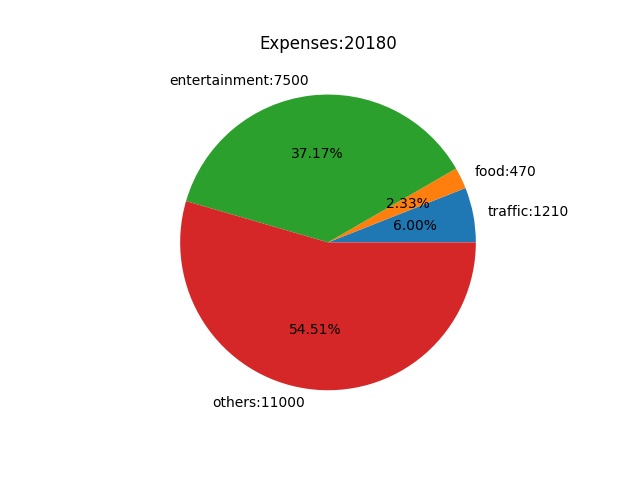 Expenses:20180
entertainment:7500
37.17%
food:470
2.33%
traffic:1210
6.00%
54.51%
others:11000